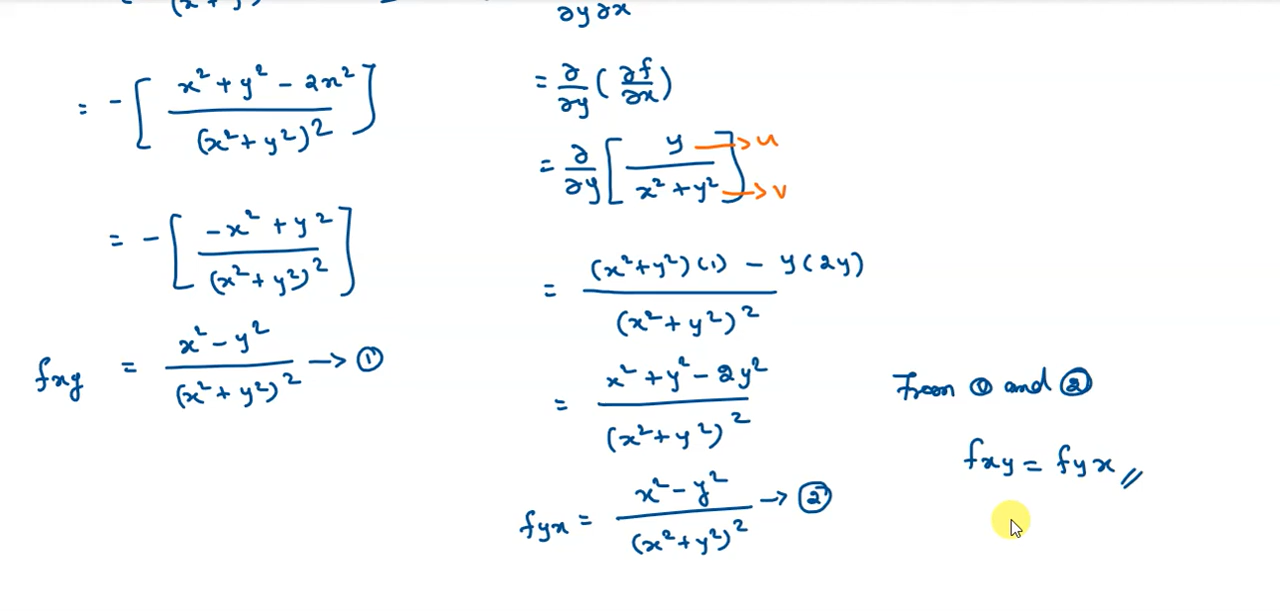 ∂y∂x
= -[ (x² + y² - 2x²) / (x² + y²)² ]
= -[ (-x² + y²) / (x² + y²)² ]
fxy = (x² - y²) / (x² + y²)² → ①
= ∂/∂y ( ∂f/∂x )
= ∂/∂y [ y / (x² + y²) ] → u → v
= ((x² + y²)(1) - y(2y)) / (x² + y²)²
= (x² + y² - 2y²) / (x² + y²)²
fyx = (x² - y²) / (x² + y²)² → ②
From ① and ②
fxy = fyx //